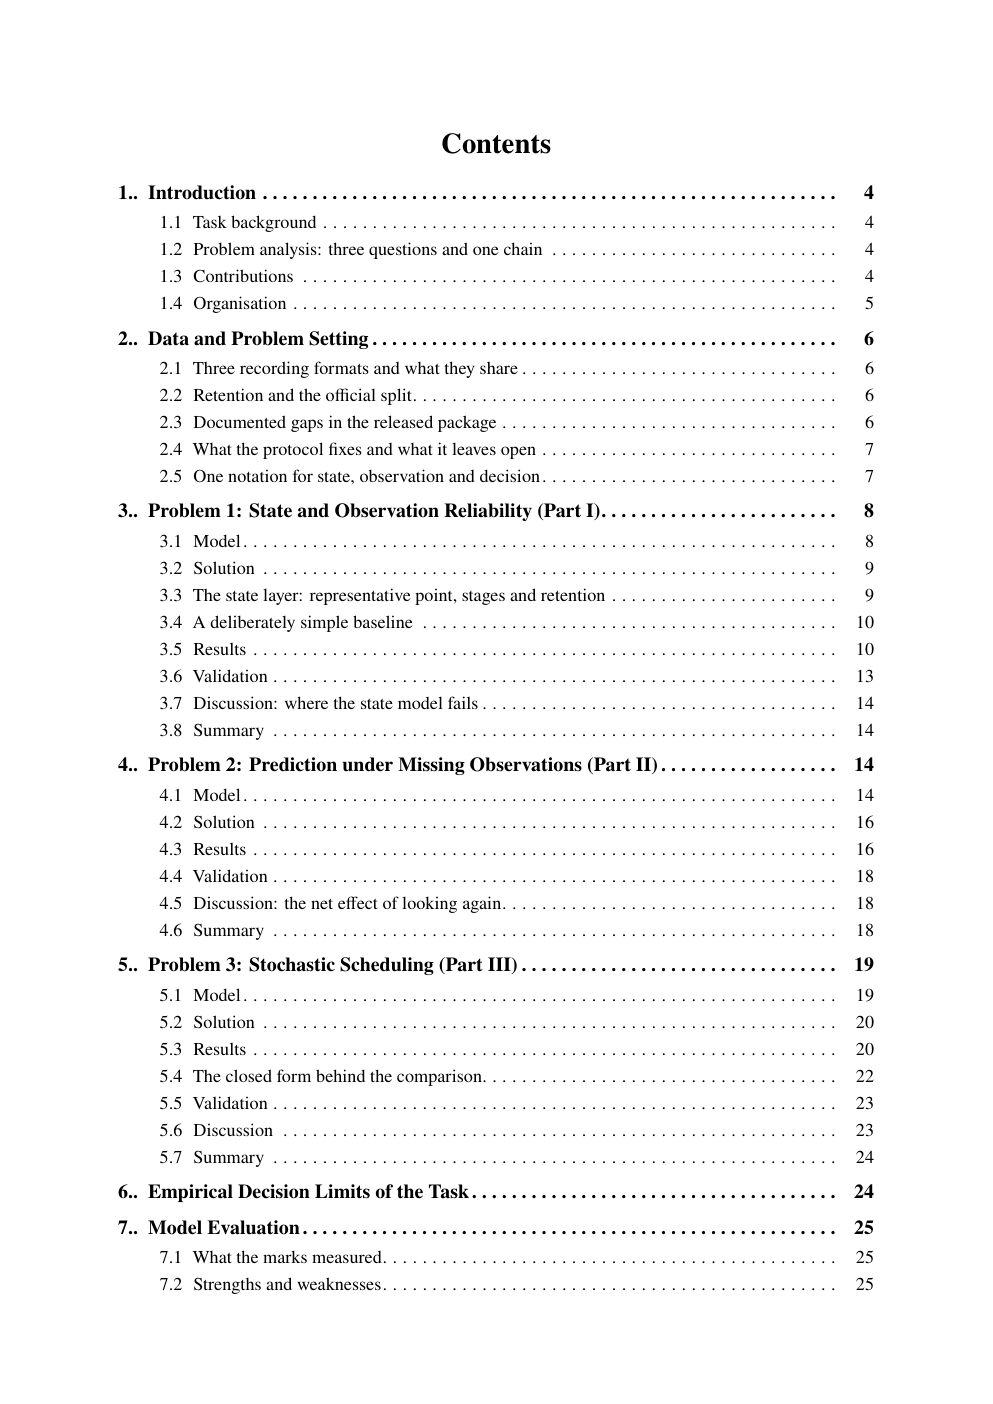 Contents
1.. Introduction . . . . . . . . . . . . . . . . . . . . 4
1.1 Task background . . . . . . . . . . . . . . . . . . . . 4
1.2 Problem analysis: three questions and one chain . . . . . . . . . . . . . . . . . . . . 4
1.3 Contributions . . . . . . . . . . . . . . . . . . . . 4
1.4 Organisation . . . . . . . . . . . . . . . . . . . . 5
2.. Data and Problem Setting . . . . . . . . . . . . . . . . . . . . 6
2.1 Three recording formats and what they share . . . . . . . . . . . . . . . . . . . . 6
2.2 Retention and the official split . . . . . . . . . . . . . . . . . . . . 6
2.3 Documented gaps in the released package . . . . . . . . . . . . . . . . . . . . 6
2.4 What the protocol fixes and what it leaves open . . . . . . . . . . . . . . . . . . . . 7
2.5 One notation for state, observation and decision . . . . . . . . . . . . . . . . . . . . 7
3.. Problem 1: State and Observation Reliability (Part I) . . . . . . . . . . . . . . . . . . . . 8
3.1 Model . . . . . . . . . . . . . . . . . . . . 8
3.2 Solution . . . . . . . . . . . . . . . . . . . . 9
3.3 The state layer: representative point, stages and retention . . . . . . . . . . . . . . . . . . . . 9
3.4 A deliberately simple baseline . . . . . . . . . . . . . . . . . . . . 10
3.5 Results . . . . . . . . . . . . . . . . . . . . 10
3.6 Validation . . . . . . . . . . . . . . . . . . . . 13
3.7 Discussion: where the state model fails . . . . . . . . . . . . . . . . . . . . 14
3.8 Summary . . . . . . . . . . . . . . . . . . . . 14
4.. Problem 2: Prediction under Missing Observations (Part II) . . . . . . . . . . . . . . . . . . 14
4.1 Model . . . . . . . . . . . . . . . . . . . . 14
4.2 Solution . . . . . . . . . . . . . . . . . . . . 16
4.3 Results . . . . . . . . . . . . . . . . . . . . 16
4.4 Validation . . . . . . . . . . . . . . . . . . . . 18
4.5 Discussion: the net effect of looking again . . . . . . . . . . . . . . . . . . . . 18
4.6 Summary . . . . . . . . . . . . . . . . . . . . 18
5.. Problem 3: Stochastic Scheduling (Part III) . . . . . . . . . . . . . . . . . . . . 19
5.1 Model . . . . . . . . . . . . . . . . . . . . 19
5.2 Solution . . . . . . . . . . . . . . . . . . . . 20
5.3 Results . . . . . . . . . . . . . . . . . . . . 20
5.4 The closed form behind the comparison . . . . . . . . . . . . . . . . . . . . 22
5.5 Validation . . . . . . . . . . . . . . . . . . . . 23
5.6 Discussion . . . . . . . . . . . . . . . . . . . . 23
5.7 Summary . . . . . . . . . . . . . . . . . . . . 24
6.. Empirical Decision Limits of the Task . . . . . . . . . . . . . . . . . . . . 24
7.. Model Evaluation . . . . . . . . . . . . . . . . . . . . 25
7.1 What the marks measured . . . . . . . . . . . . . . . . . . . . 25
7.2 Strengths and weaknesses . . . . . . . . . . . . . . . . . . . . 25